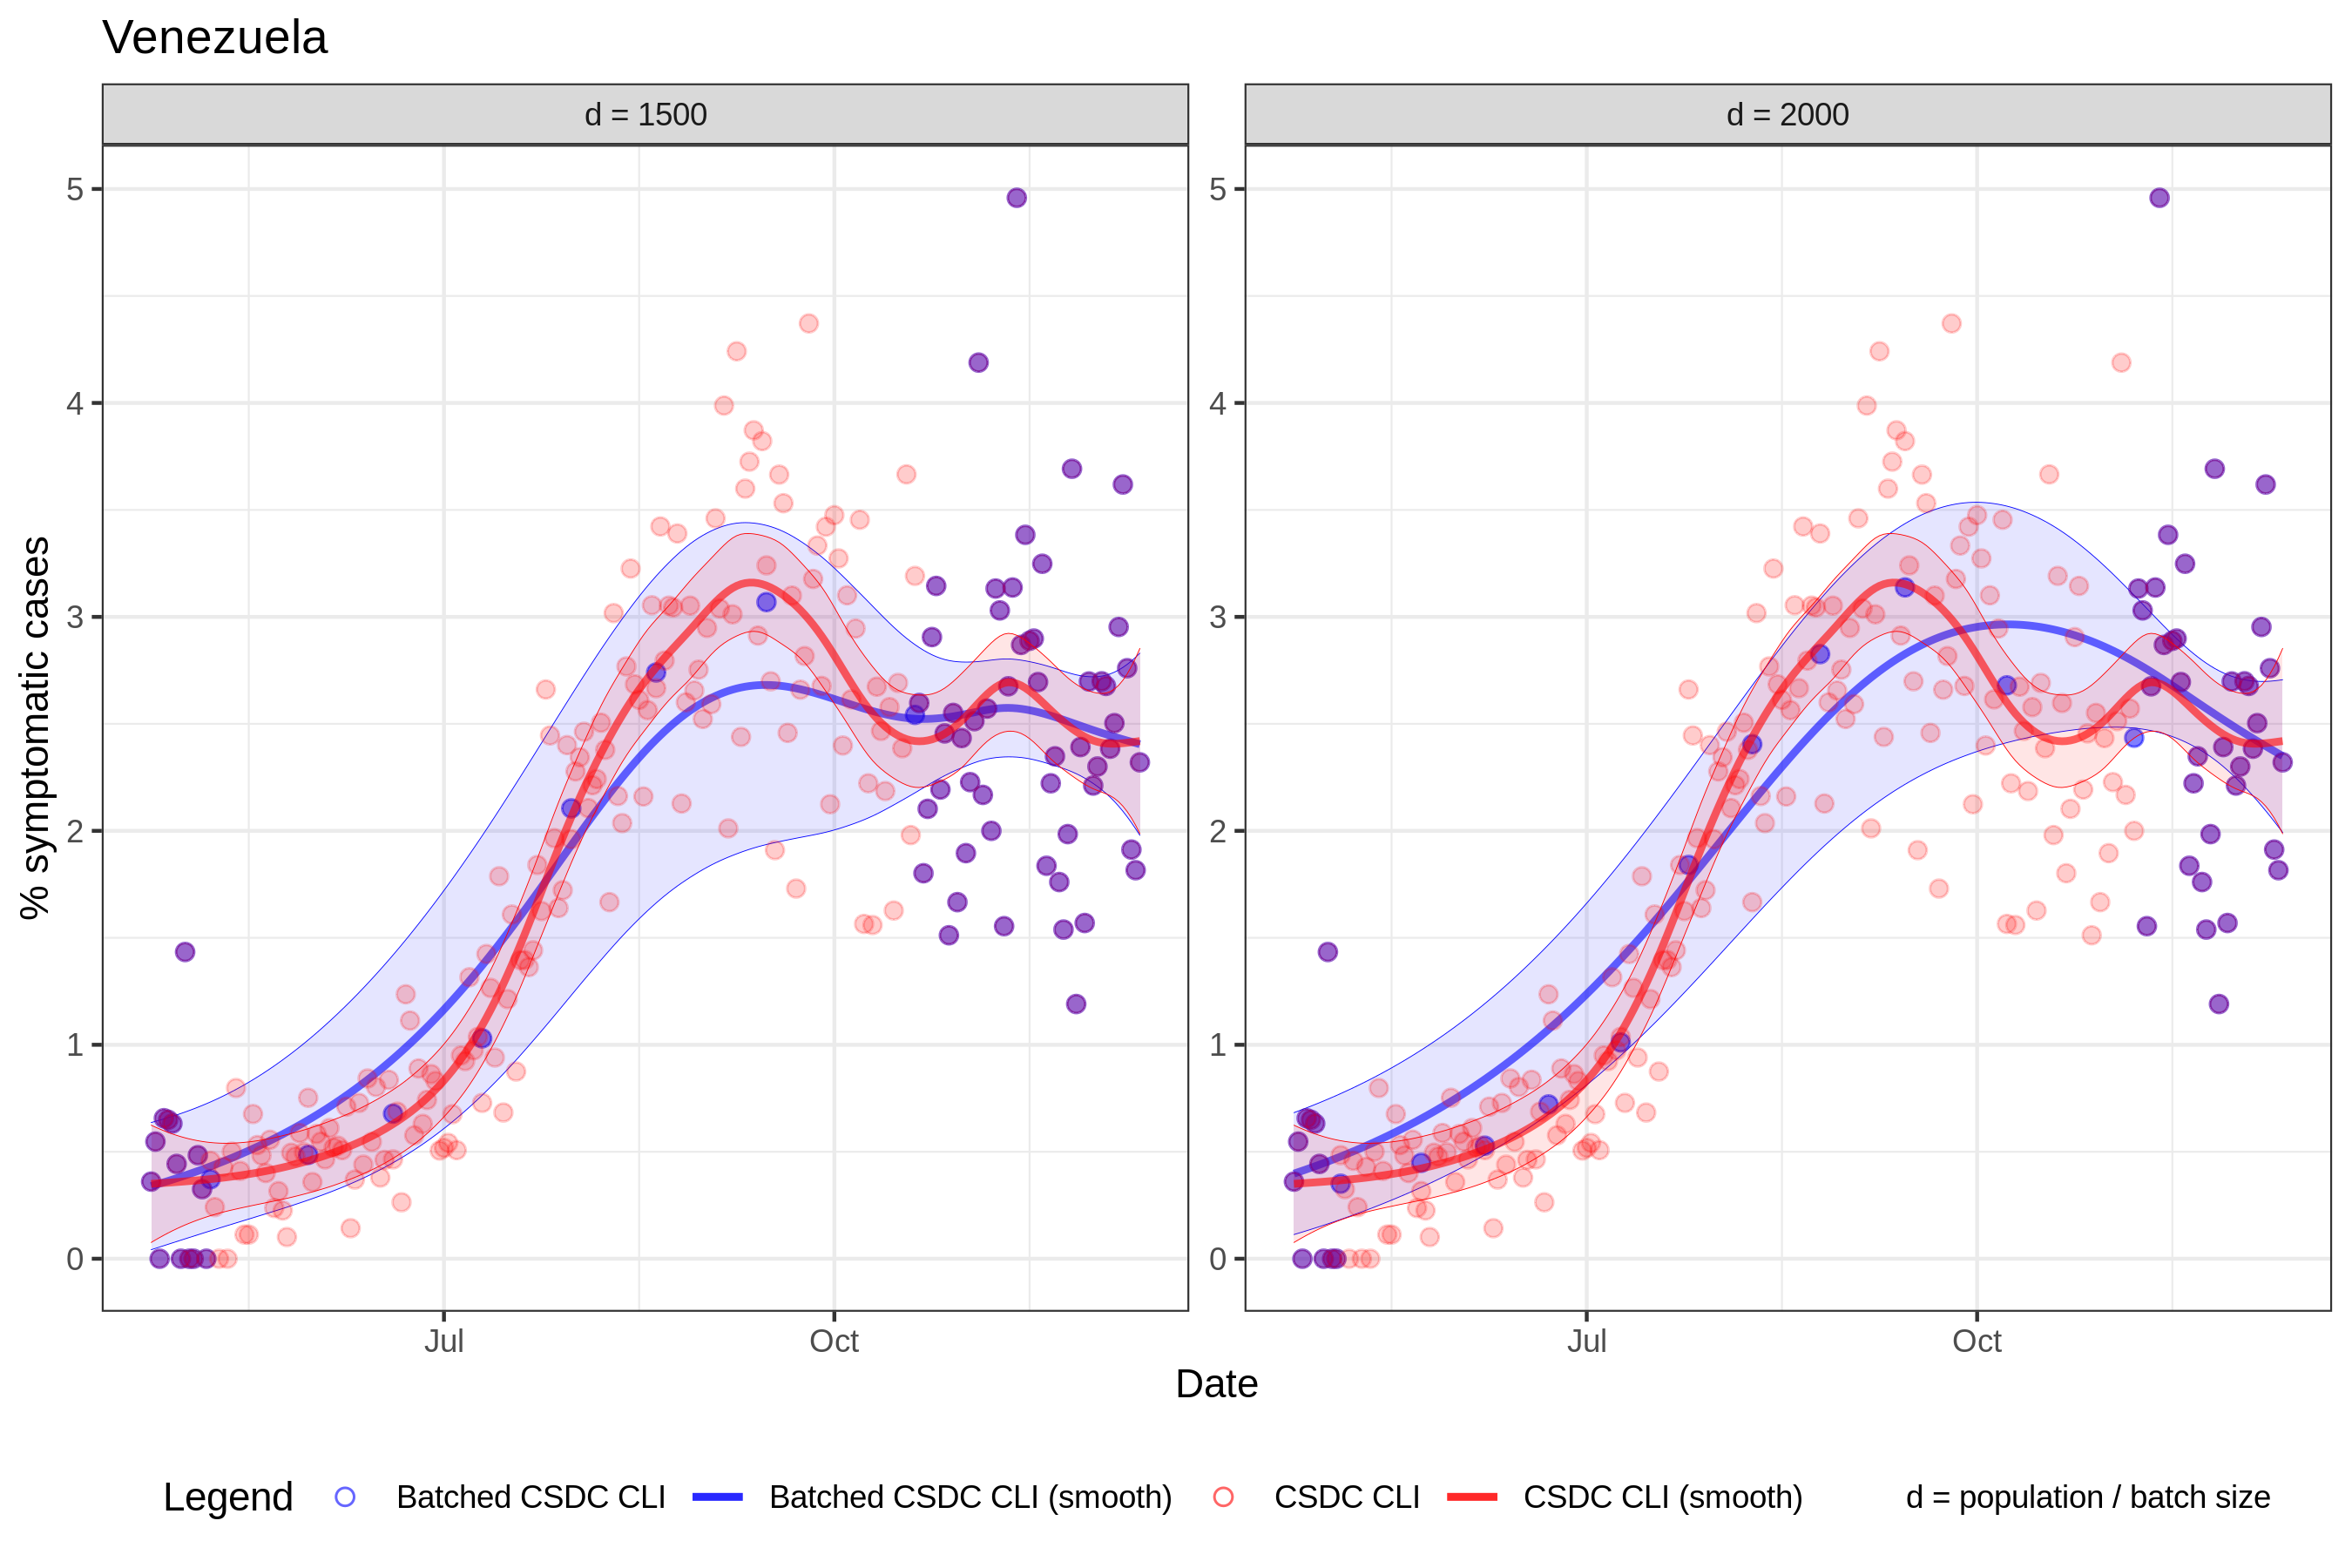 Venezuela
d = 1500
d = 2000
% symptomatic cases
5
4
3
2
1
0
5
4
3
2
1
0
Jul
Oct
Jul
Oct
Date
Legend
Batched CSDC CLI
Batched CSDC CLI (smooth)
CSDC CLI
CSDC CLI (smooth)
d = population / batch size